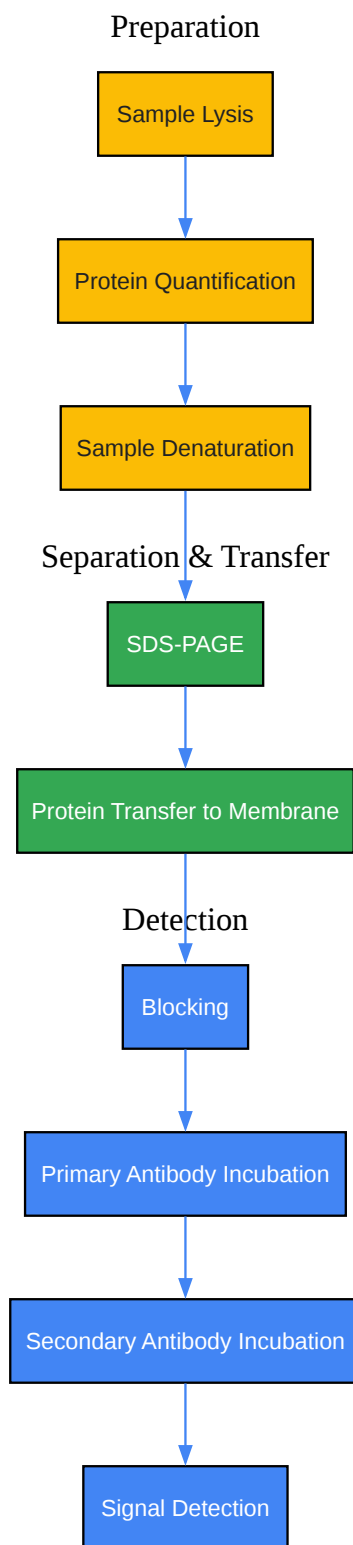 Preparation
Sample Lysis
Protein Quantification
Sample Denaturation
Separation & Transfer
SDS-PAGE
Protein Transfer to Membrane
Detection
Blocking
Primary Antibody Incubation
Secondary Antibody Incubation
Signal Detection